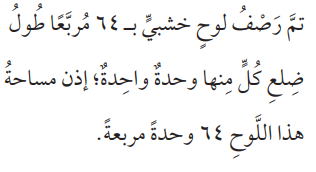 تمَّ رَصْفُ لوحٍ خشبيٍّ بـ ٦٤ مُربَّعًا طُولُ
ضِلعِ كُلٍّ مِنها وحدةٌ واحِدةٌ؛ إذن مساحةُ
هذا اللَّوحِ ٦٤ وحدةً مربعةً.